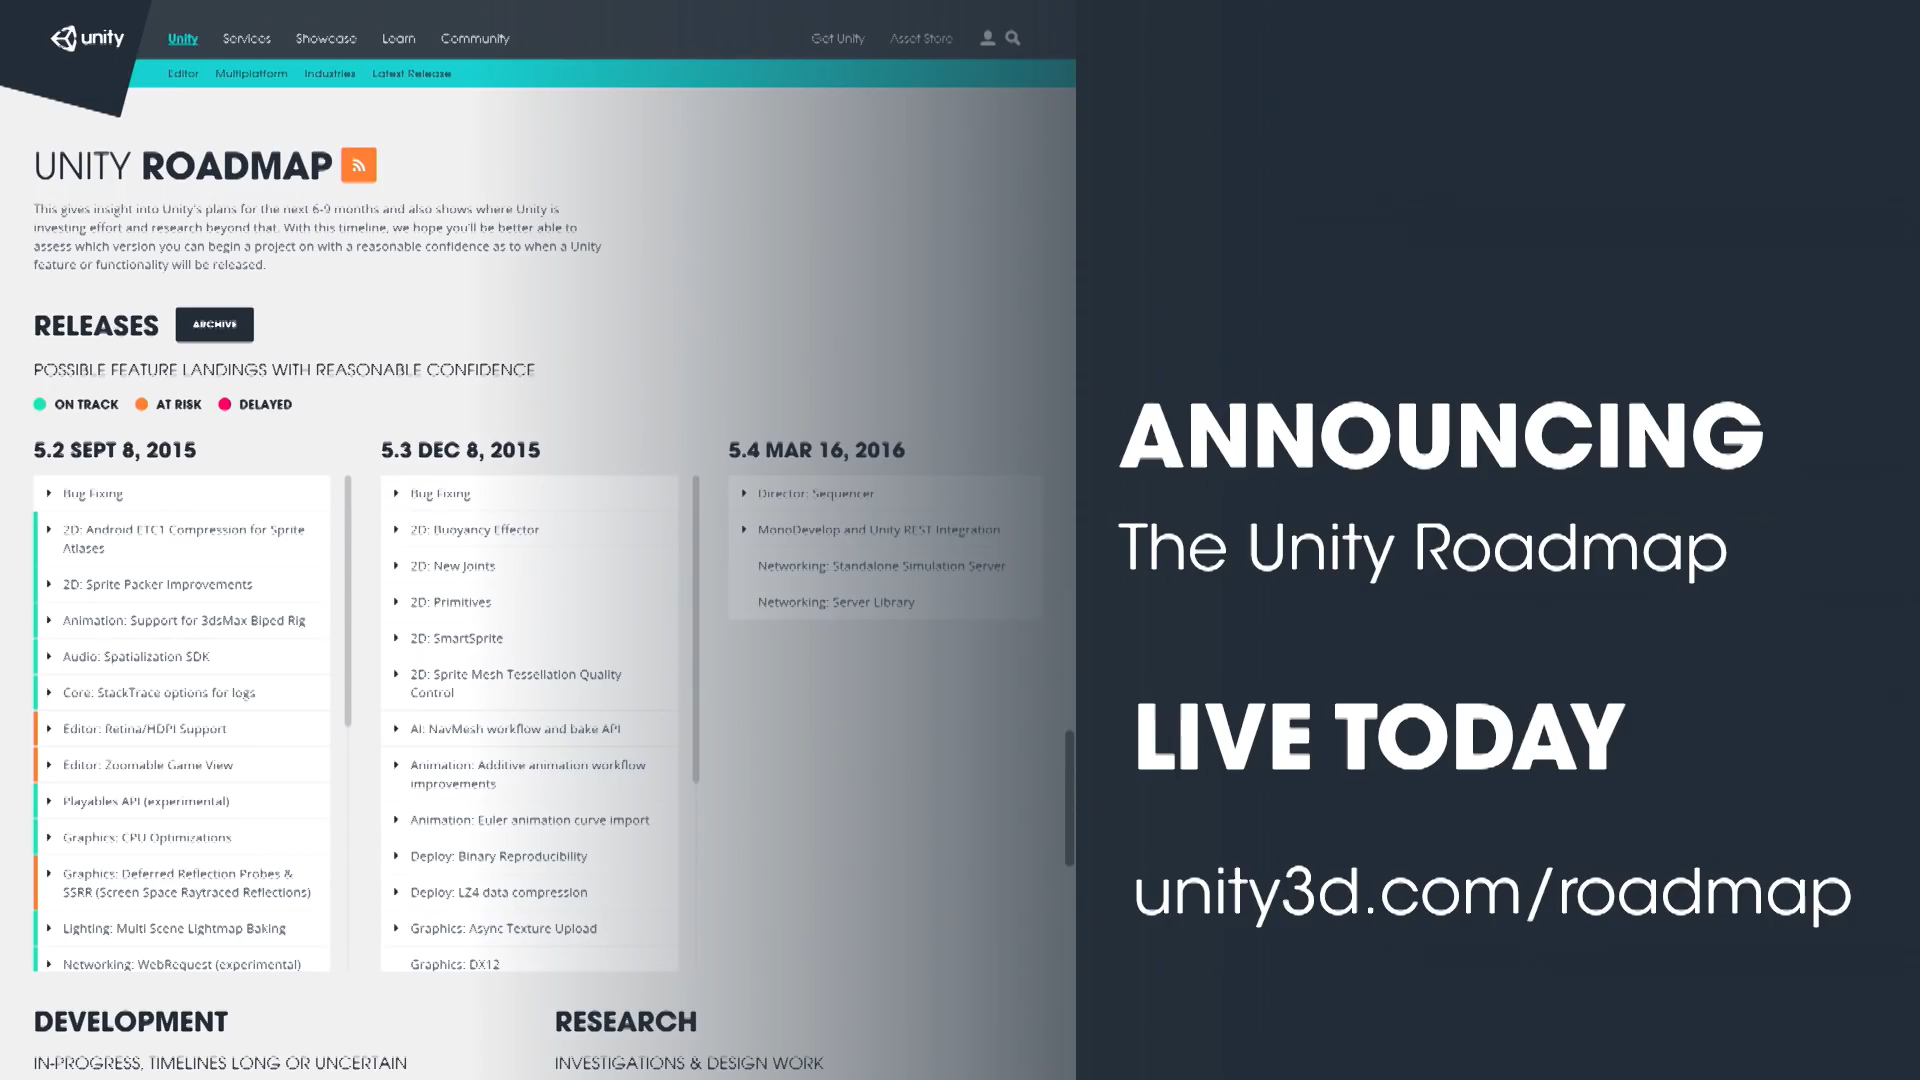 unity
Unity Services Showcase Learn Community Get Unity Asset Store
Editor Multiplatform Industries Latest Release
UNITY ROADMAP
This gives insight into Unity's plans for the next 6-9 months and also shows where Unity is
investing effort and research beyond that. With this timeline, we hope you'll be better able to
assess which version you can begin a project on with a reasonable confidence as to when a Unity
feature or functionality will be released.
RELEASES ARCHIVE
POSSIBLE FEATURE LANDINGS WITH REASONABLE CONFIDENCE
ON TRACK AT RISK DELAYED
5.2 SEPT 8, 2015
Bug Fixing
2D: Android ETC1 Compression for Sprite
Atlases
2D: Sprite Packer Improvements
Animation: Support for 3dsMax Biped Rig
Audio: Spatialization SDK
Core: StackTrace options for logs
Editor: Retina/HDPI Support
Editor: Zoomable Game View
Playables API (experimental)
Graphics: CPU Optimizations
Graphics: Deferred Reflection Probes &
SSRR (Screen Space Raytraced Reflections)
Lighting: Multi Scene Lightmap Baking
Networking: WebRequest (experimental)
5.3 DEC 8, 2015
Bug Fixing
2D: Buoyancy Effector
2D: New Joints
2D: Primitives
2D: SmartSprite
2D: Sprite Mesh Tessellation Quality
Control
AI: NavMesh workflow and bake API
Animation: Additive animation workflow
improvements
Animation: Euler animation curve import
Deploy: Binary Reproducibility
Deploy: LZ4 data compression
Graphics: Async Texture Upload
Graphics: DX12
5.4 MAR 16, 2016
Director: Sequencer
MonoDevelop and Unity REST Integration
Networking: Standalone Simulation Server
Networking: Server Library
DEVELOPMENT
IN-PROGRESS, TIMELINES LONG OR UNCERTAIN
RESEARCH
INVESTIGATIONS & DESIGN WORK
ANNOUNCING
The Unity Roadmap
LIVE TODAY
unity3d.com/roadmap